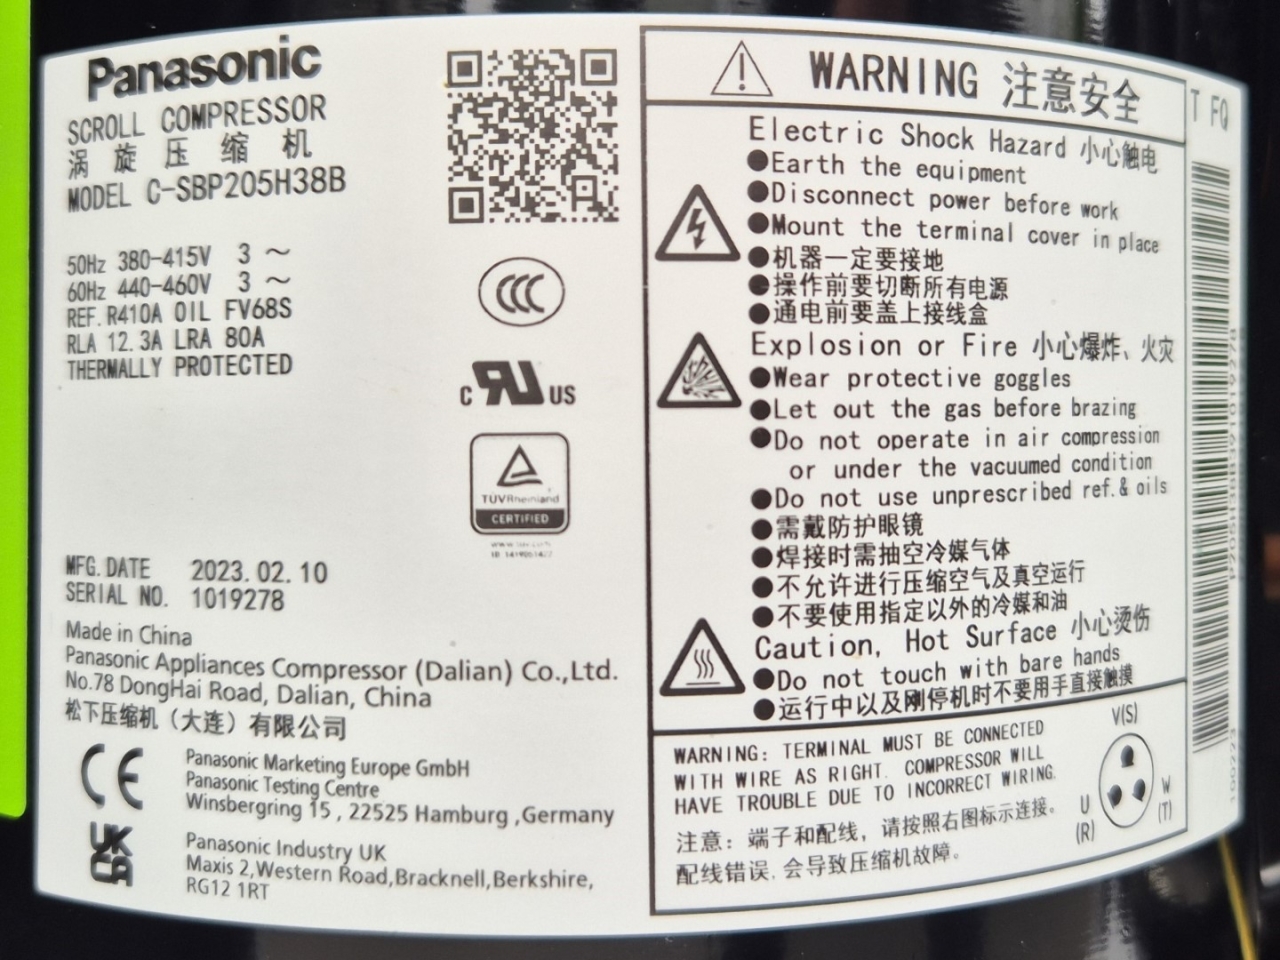 Panasonic
SCROLL COMPRESSOR
涡旋压缩机
MODEL C-SBP205H38B
50Hz 380-415V 3 ～
60Hz 440-460V 3 ～
REF. R410A OIL FV68S
RLA 12.3A LRA 80A
THERMALLY PROTECTED
CCC
c RU US
TÜVRheinland
CERTIFIED
MFG. DATE 2023. 02. 10
SERIAL NO. 1019278
Made in China
Panasonic Appliances Compressor (Dalian) Co.,Ltd.
No.78 DongHai Road, Dalian, China
松下压缩机（大连）有限公司
CE
Panasonic Marketing Europe GmbH
Panasonic Testing Centre
Winsbergring 15 , 22525 Hamburg ,Germany
UK
CA
Panasonic Industry UK
Maxis 2,Western Road,Bracknell,Berkshire,
RG12 1RT
WARNING 注意安全
Electric Shock Hazard 小心触电
●Earth the equipment
●Disconnect power before work
●Mount the terminal cover in place
●机器一定要接地
●操作前要切断所有电源
●通电前要盖上接线盒
Explosion or Fire 小心爆炸、火灾
●Wear protective goggles
●Let out the gas before brazing
●Do not operate in air compression
or under the vacuumed condition
●Do not use unprescribed ref.& oils
●需戴防护眼镜
●焊接时需抽空冷媒气体
●不允许进行压缩空气及真空运行
●不要使用指定以外的冷媒和油
Caution, Hot Surface 小心烫伤
●Do not touch with bare hands
●运行中以及刚停机时不要用手直接触摸
WARNING: TERMINAL MUST BE CONNECTED
WITH WIRE AS RIGHT. COMPRESSOR WILL
HAVE TROUBLE DUE TO INCORRECT WIRING.
注意：端子和配线，请按照右图标示连接。
配线错误，会导致压缩机故障。
V(S)
U
(R)
W
(T)
T FQ